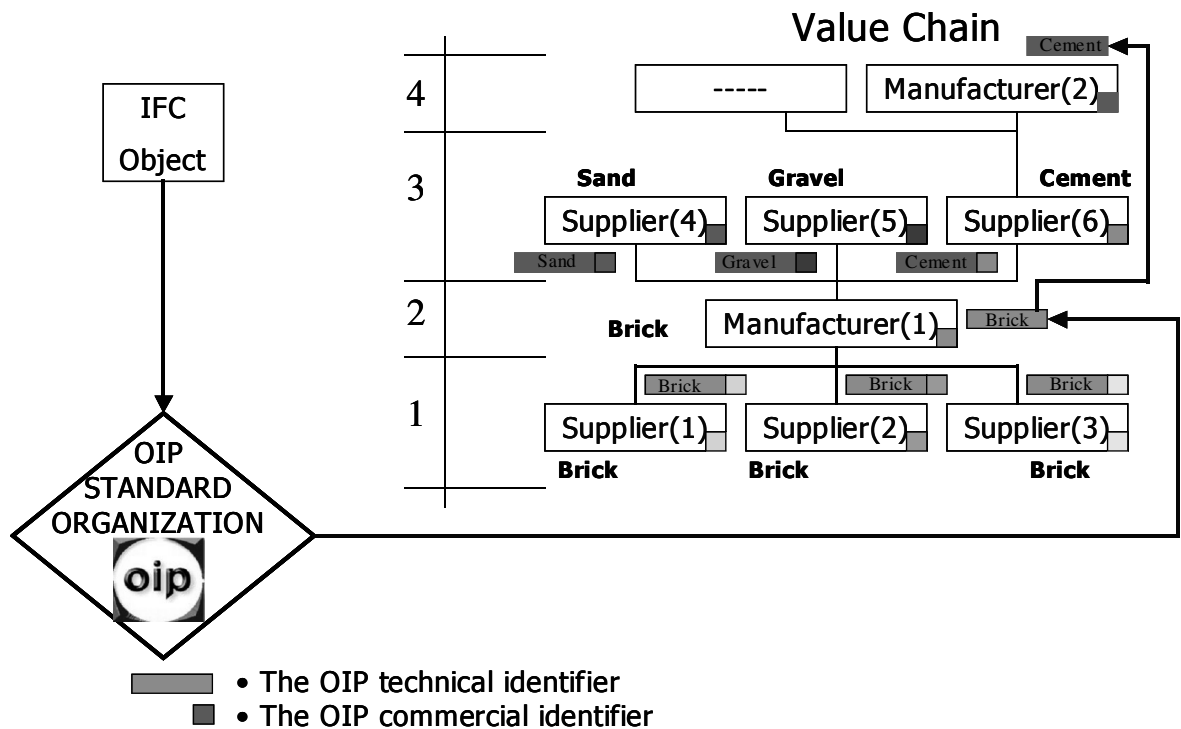 Value Chain
Cement
4
-----
Manufacturer(2)
IFC
Object
3
Sand
Gravel
Cement
Supplier(4)
Supplier(5)
Supplier(6)
Sand
Gravel
Cement
2
Brick
Manufacturer(1)
Brick
1
Brick
Brick
Brick
Supplier(1)
Supplier(2)
Supplier(3)
Brick
Brick
Brick
OIP
STANDARD
ORGANIZATION
oip
• The OIP technical identifier
• The OIP commercial identifier